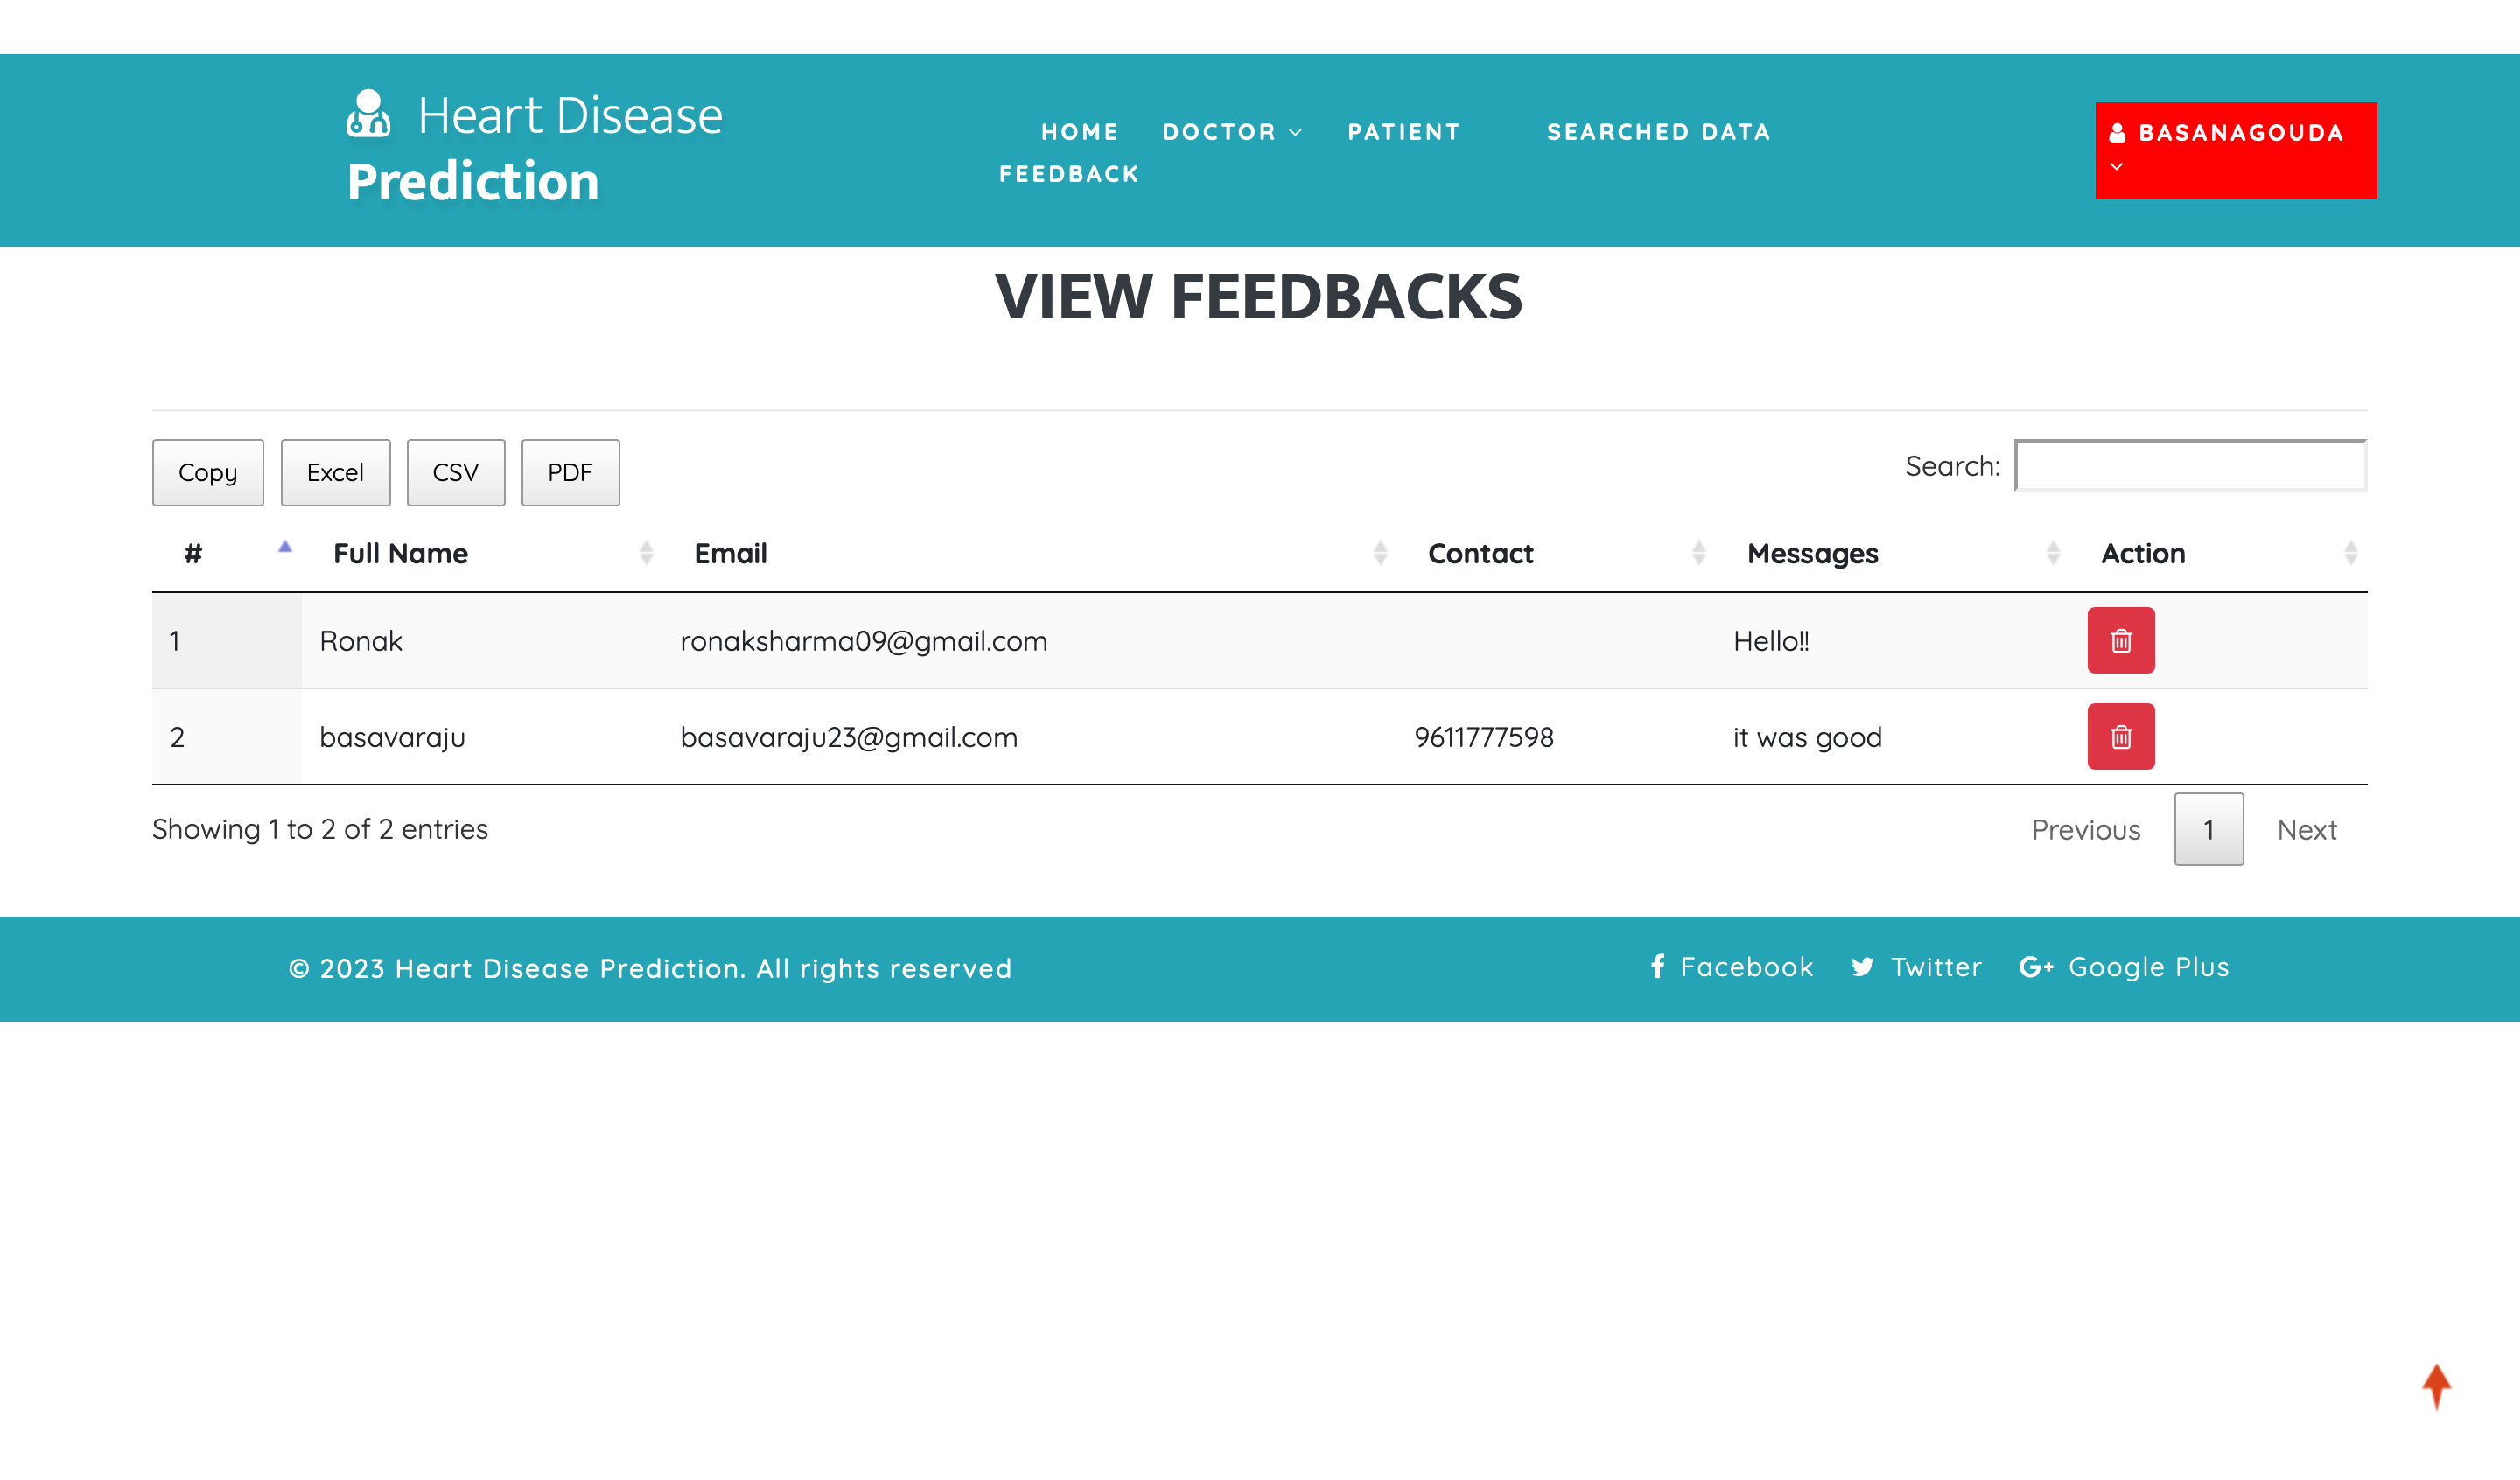 Heart Disease
Prediction
HOME DOCTOR PATIENT SEARCHED DATA
FEEDBACK
BASANAGOUDA
VIEW FEEDBACKS
Copy Excel CSV PDF Search:
# Full Name Email Contact Messages Action
1 Ronak ronaksharma09@gmail.com Hello!!
2 basavaraju basavaraju23@gmail.com 9611777598 it was good
Showing 1 to 2 of 2 entries Previous 1 Next
© 2023 Heart Disease Prediction. All rights reserved Facebook Twitter Google Plus